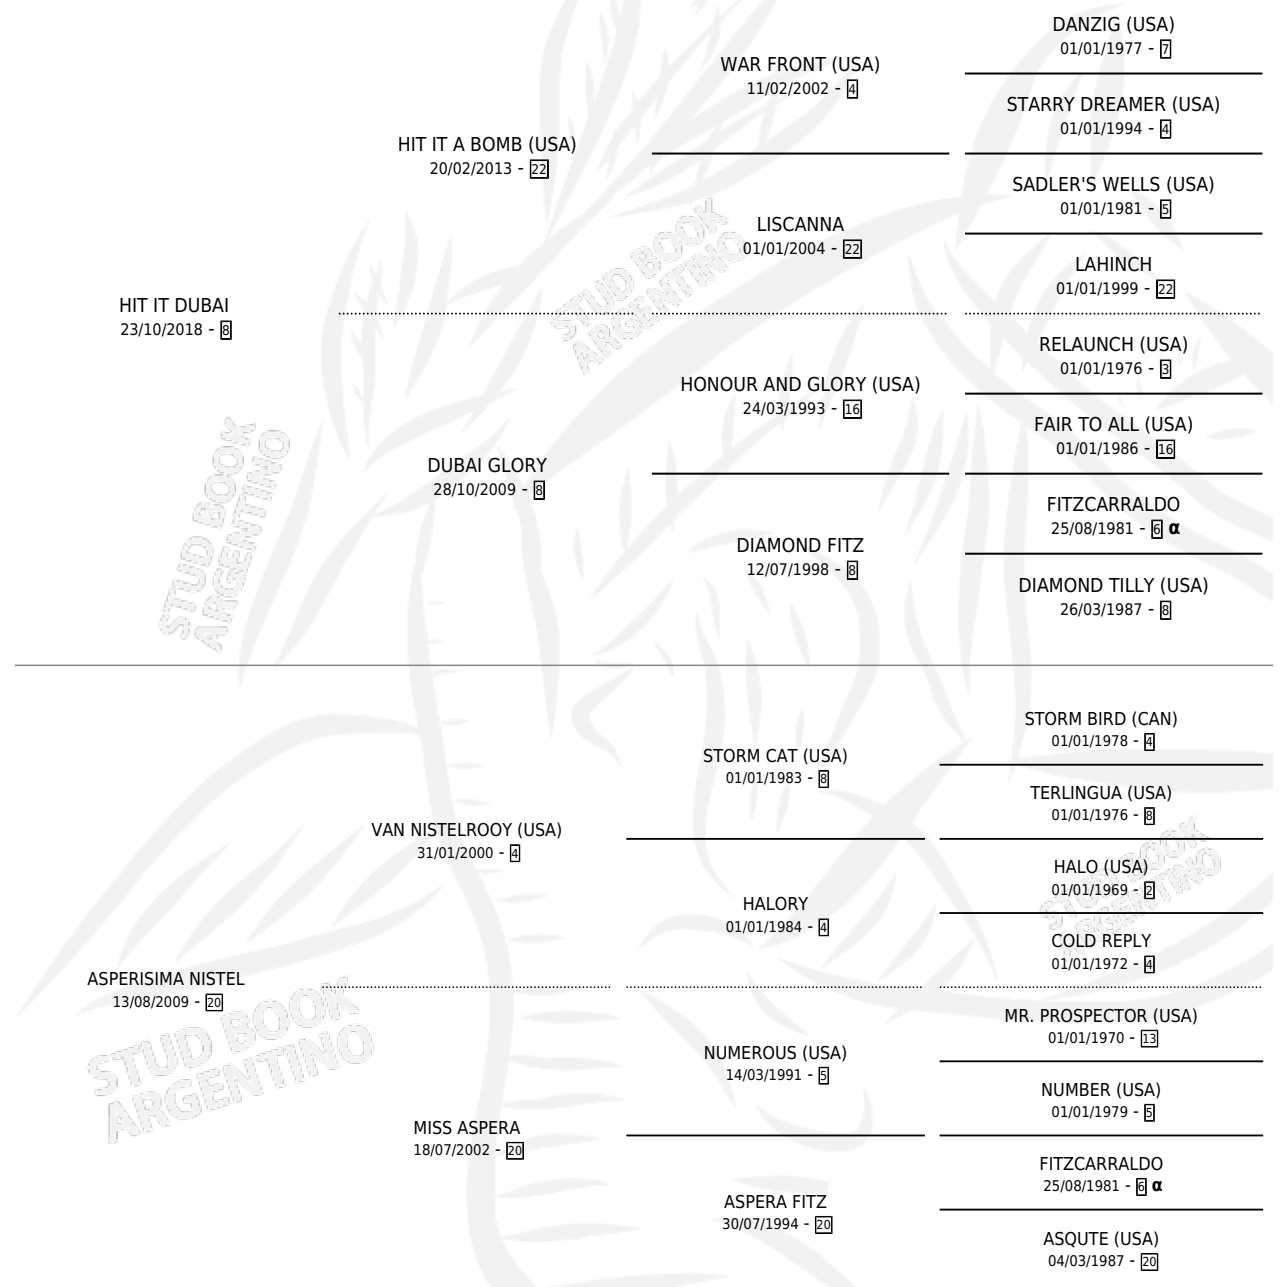 DANZIG (USA)
01/01/1977 - 7
WAR FRONT (USA)
11/02/2002 - 4
STARRY DREAMER (USA)
01/01/1994 - 4
HIT IT A BOMB (USA)
20/02/2013 - 22
SADLER'S WELLS (USA)
01/01/1981 - 5
LISCANNA
01/01/2004 - 22
LAHINCH
01/01/1999 - 22
HIT IT DUBAI
23/10/2018 - 8
RELAUNCH (USA)
01/01/1976 - 3
HONOUR AND GLORY (USA)
24/03/1993 - 16
FAIR TO ALL (USA)
01/01/1986 - 16
DUBAI GLORY
28/10/2009 - 8
FITZCARRALDO
25/08/1981 - 6 α
DIAMOND FITZ
12/07/1998 - 8
DIAMOND TILLY (USA)
26/03/1987 - 8
STORM BIRD (CAN)
01/01/1978 - 4
STORM CAT (USA)
01/01/1983 - 8
TERLINGUA (USA)
01/01/1976 - 8
VAN NISTELROOY (USA)
31/01/2000 - 4
HALO (USA)
01/01/1969 - 2
HALORY
01/01/1984 - 4
COLD REPLY
01/01/1972 - 4
ASPERISIMA NISTEL
13/08/2009 - 20
MR. PROSPECTOR (USA)
01/01/1970 - 13
NUMEROUS (USA)
14/03/1991 - 5
NUMBER (USA)
01/01/1979 - 5
MISS ASPERA
18/07/2002 - 20
FITZCARRALDO
25/08/1981 - 6 α
ASPERA FITZ
30/07/1994 - 20
ASQUTE (USA)
04/03/1987 - 20
STUD BOOK
ARGENTINO
STUD BOOK
ARGENTINO
STUD BOOK
ARGENTINO
STUD BOOK
ARGENTINO